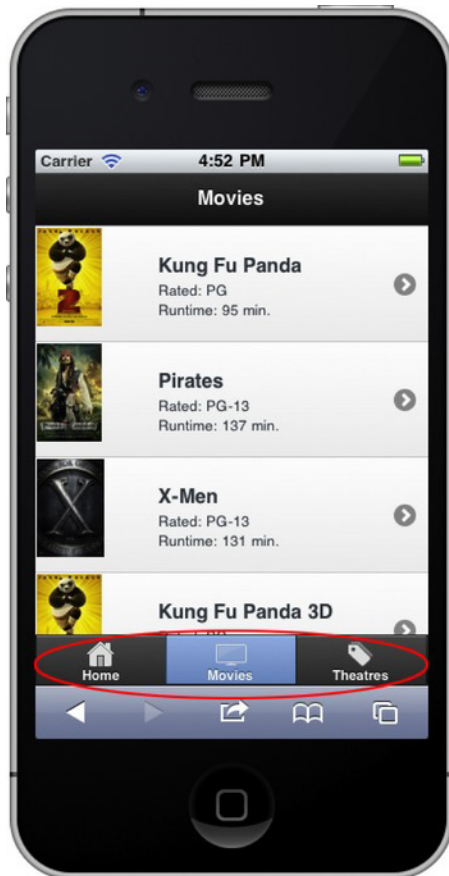 Carrier 4:52 PM
Movies
2
Kung Fu Panda
Rated: PG
Runtime: 95 min.
Pirates
Rated: PG-13
Runtime: 137 min.
X-Men
Rated: PG-13
Runtime: 131 min.
Kung Fu Panda 3D
Home Movies Theatres